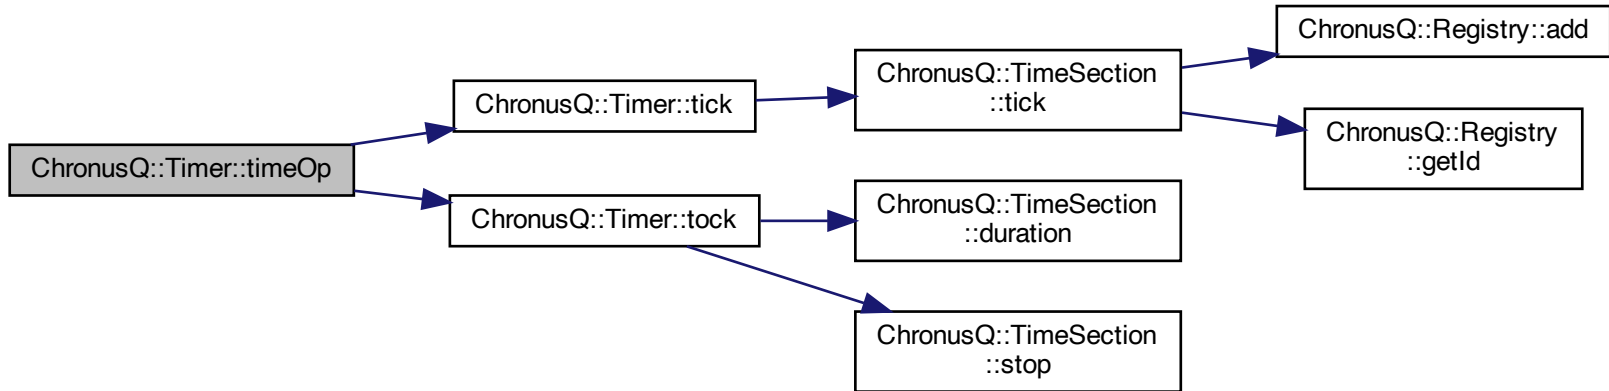 ChronusQ::Timer::timeOp
ChronusQ::Timer::tick
ChronusQ::Timer::tock
ChronusQ::TimeSection
::tick
ChronusQ::TimeSection
::duration
ChronusQ::TimeSection
::stop
ChronusQ::Registry::add
ChronusQ::Registry
::getId